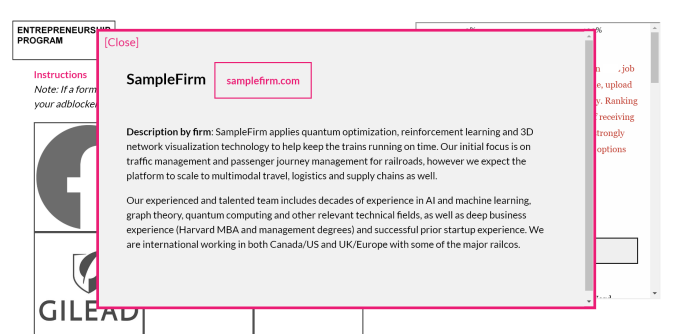 ENTREPRENEURSHIP
PROGRAM
Instructions
Note: If a form
your adblocke
GILEAD
[Close]
SampleFirm
samplefirm.com
Description by firm: SampleFirm applies quantum optimization, reinforcement learning and 3D
network visualization technology to help keep the trains running on time. Our initial focus is on
traffic management and passenger journey management for railroads, however we expect the
platform to scale to multimodal travel, logistics and supply chains as well.
Our experienced and talented team includes decades of experience in AI and machine learning,
graph theory, quantum computing and other relevant technical fields, as well as deep business
experience (Harvard MBA and management degrees) and successful prior startup experience. We
are international working in both Canada/US and UK/Europe with some of the major railcos.
%
n , job
e, upload
y. Ranking
receiving
trongly
options